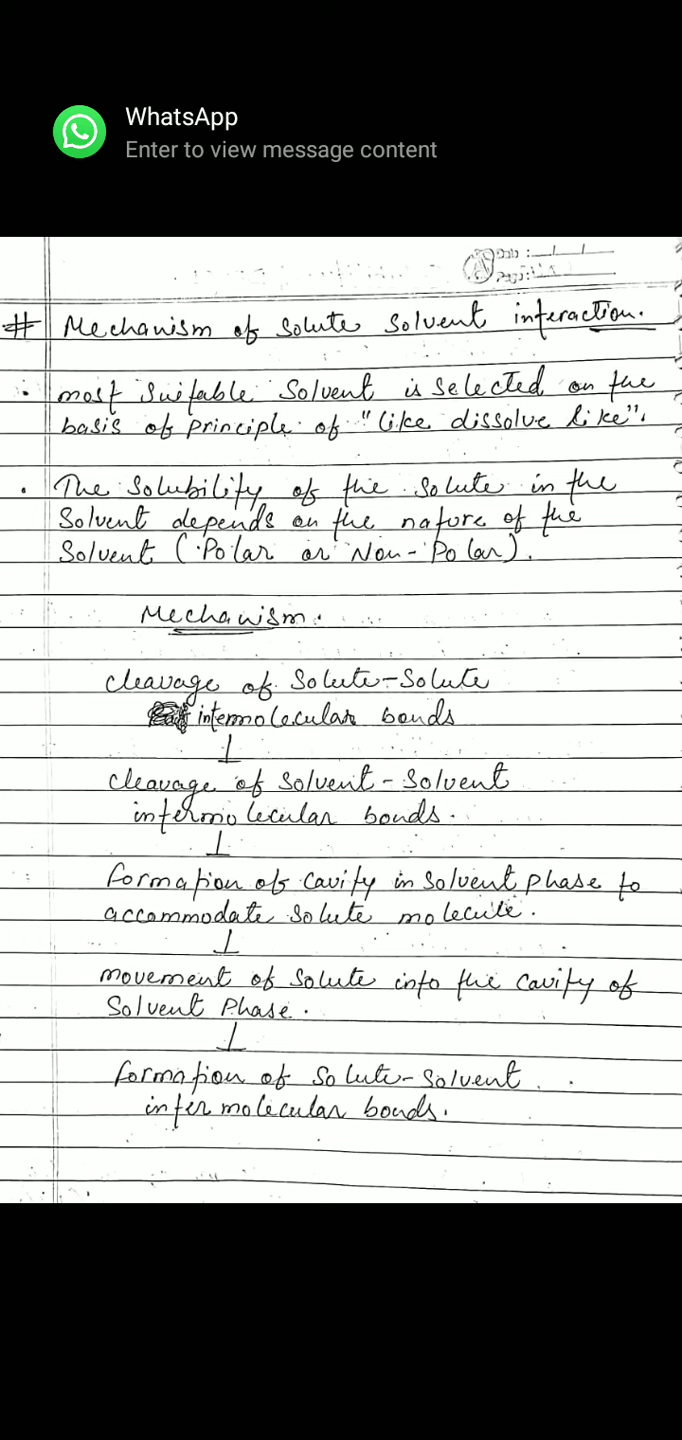 WhatsApp
Enter to view message content
# Mechanism of Solute Solvent interaction.
• most Suitable Solvent is selected on the
basis of principle of "like dissolve like".
• The Solubility of the Solute in the
Solvent depends on the nature of the
Solvent (Polar or Non-Polar).
Mechanism.
Cleavage of Solute-Solute
intermolecular bonds
↓
Cleavage of Solvent-Solvent
intermolecular bonds.
↓
formation of cavity in Solvent phase to
accommodate Solute molecule.
↓
movement of Solute into the cavity of
Solvent Phase.
↓
formation of Solute-Solvent
intermolecular bonds.